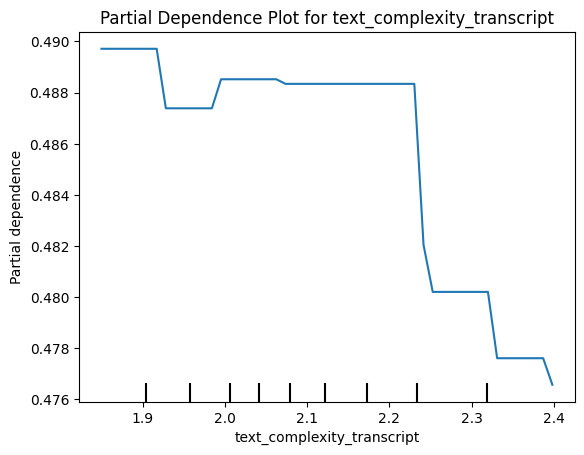 Partial Dependence Plot for text_complexity_transcript
0.490
0.488
0.486
0.484
0.482
0.480
0.478
0.476
Partial dependence
1.9 2.0 2.1 2.2 2.3 2.4
text_complexity_transcript